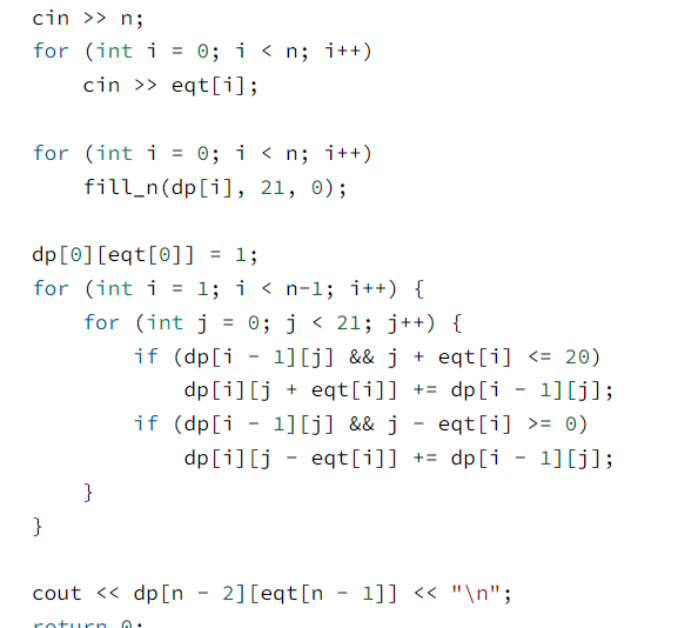 cin >> n;
for (int i = 0; i < n; i++)
    cin >> eqt[i];

for (int i = 0; i < n; i++)
    fill_n(dp[i], 21, 0);

dp[0][eqt[0]] = 1;
for (int i = 1; i < n-1; i++) {
    for (int j = 0; j < 21; j++) {
        if (dp[i - 1][j] && j + eqt[i] <= 20)
            dp[i][j + eqt[i]] += dp[i - 1][j];
        if (dp[i - 1][j] && j - eqt[i] >= 0)
            dp[i][j - eqt[i]] += dp[i - 1][j];
    }
}

cout << dp[n - 2][eqt[n - 1]] << "\n";
return 0;